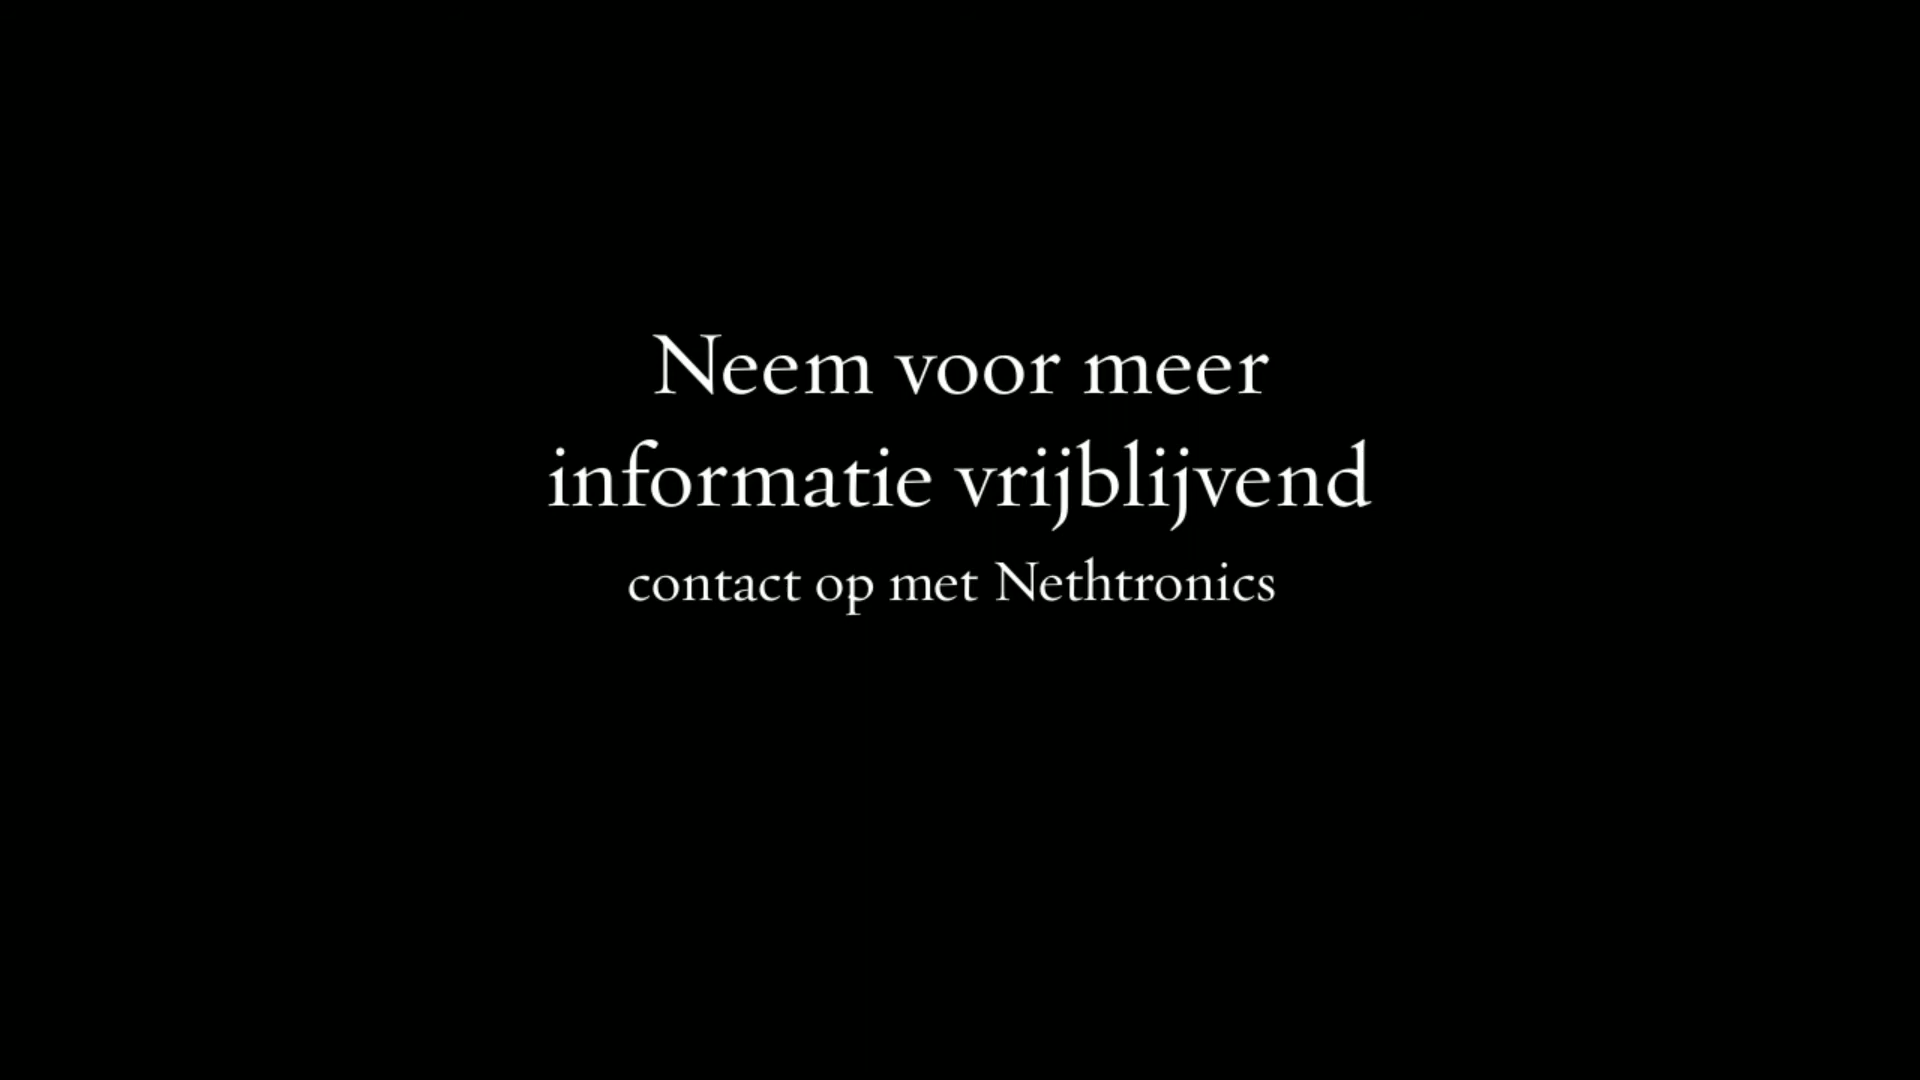 Neem voor meer
informatie vrijblijvend
contact op met Nethtronics